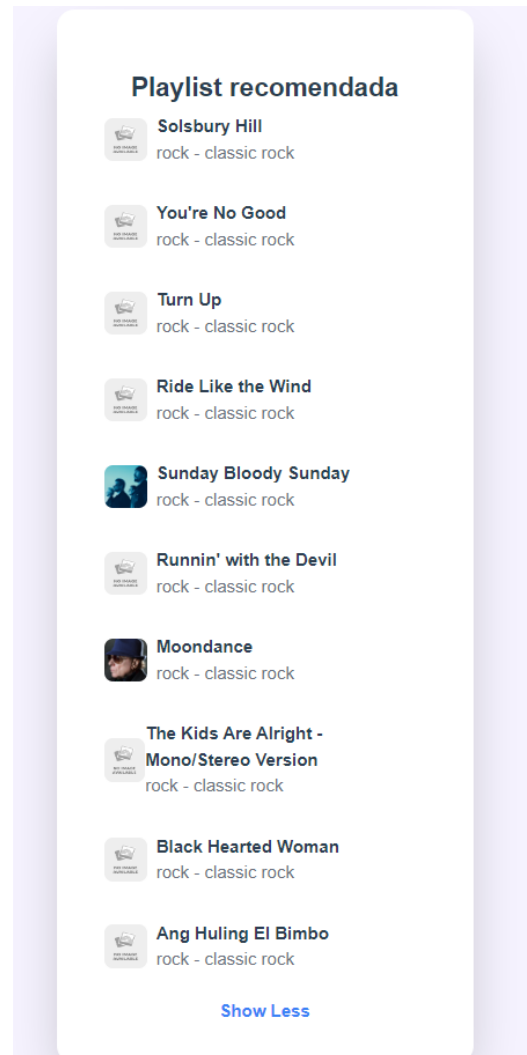 Playlist recomendada
Solsbury Hill
rock - classic rock
You're No Good
rock - classic rock
Turn Up
rock - classic rock
Ride Like the Wind
rock - classic rock
Sunday Bloody Sunday
rock - classic rock
Runnin' with the Devil
rock - classic rock
Moondance
rock - classic rock
The Kids Are Alright -
Mono/Stereo Version
rock - classic rock
Black Hearted Woman
rock - classic rock
Ang Huling El Bimbo
rock - classic rock
Show Less